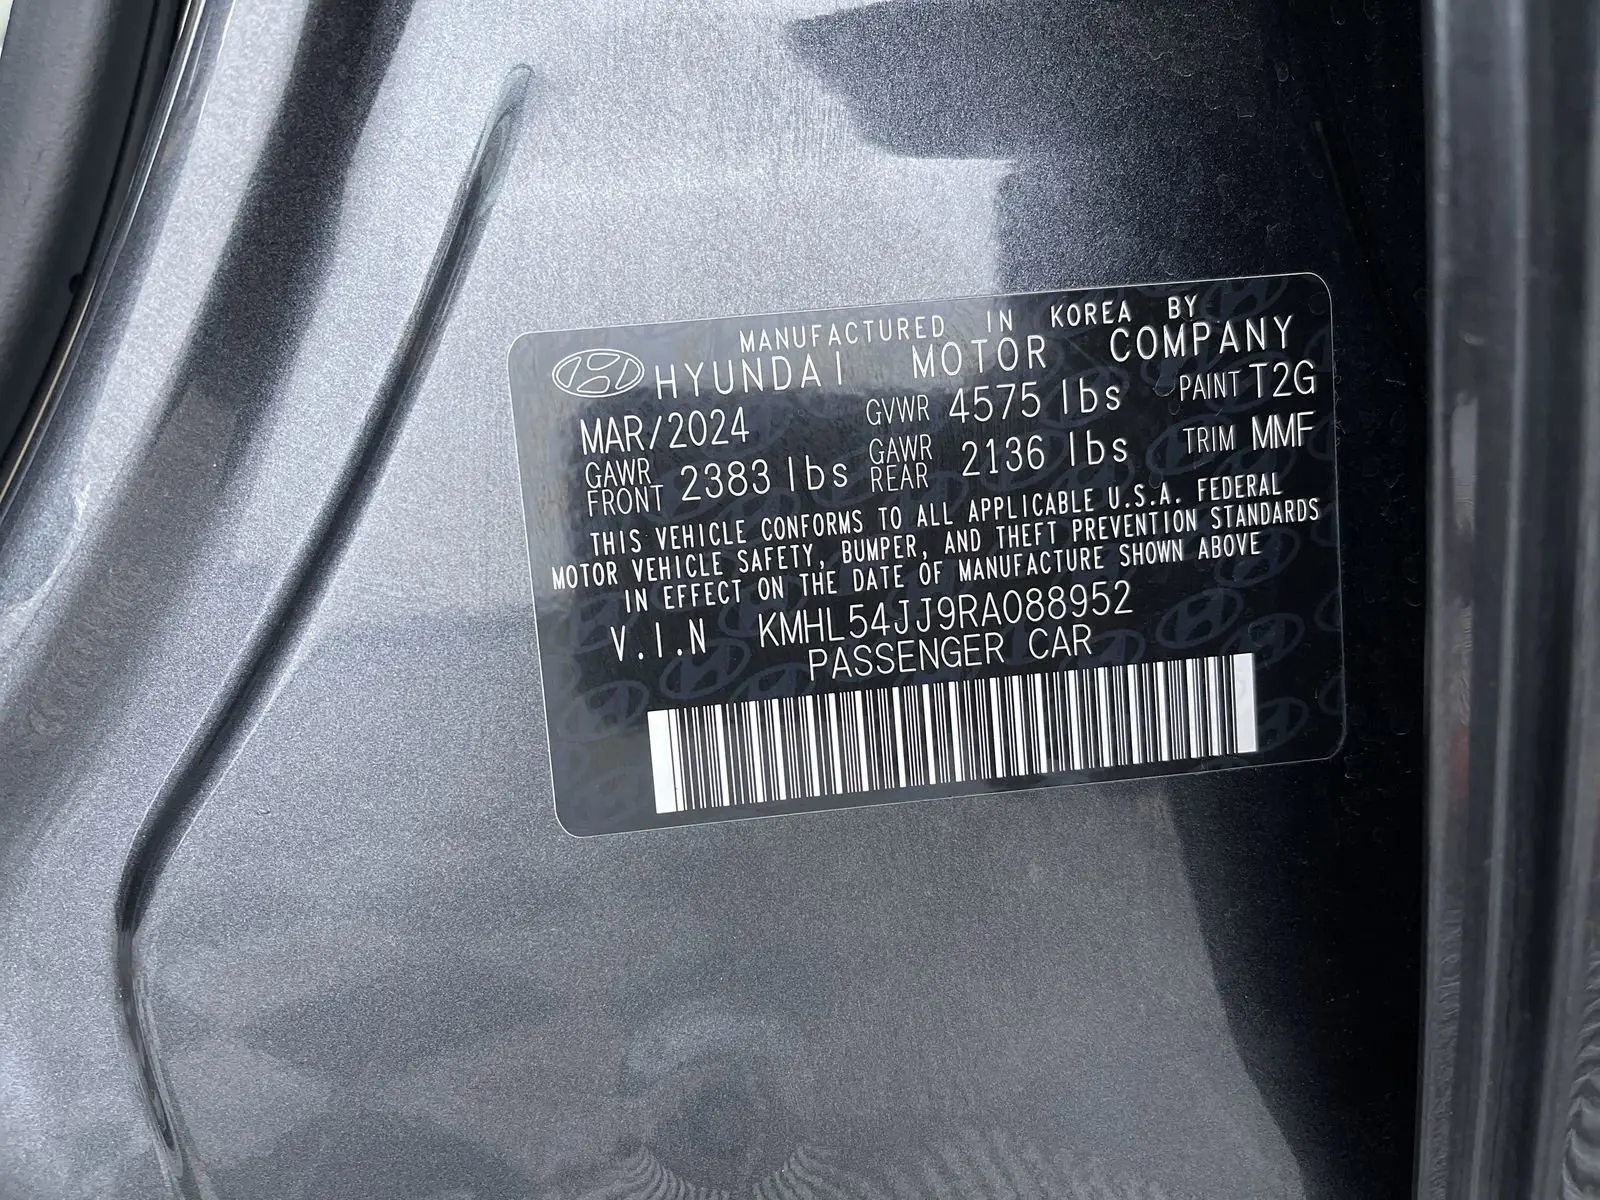 MANUFACTURED IN KOREA BY
HYUNDAI MOTOR COMPANY
MAR/2024 GVWR 4575 lbs PAINT T2G
GAWR FRONT 2383 lbs GAWR REAR 2136 lbs TRIM MMF
THIS VEHICLE CONFORMS TO ALL APPLICABLE U.S.A. FEDERAL
MOTOR VEHICLE SAFETY, BUMPER, AND THEFT PREVENTION STANDARDS
IN EFFECT ON THE DATE OF MANUFACTURE SHOWN ABOVE
V.I.N KMHL54JJ9RA088952
PASSENGER CAR